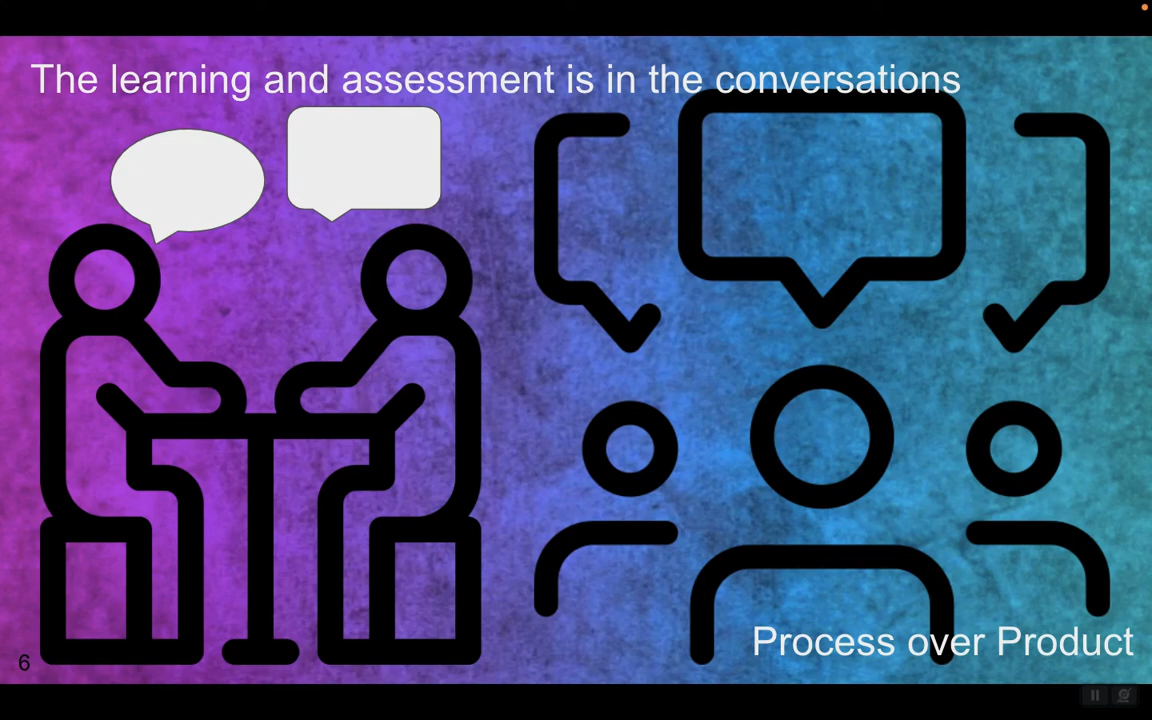 The learning and assessment is in the conversations
Process over Product
6